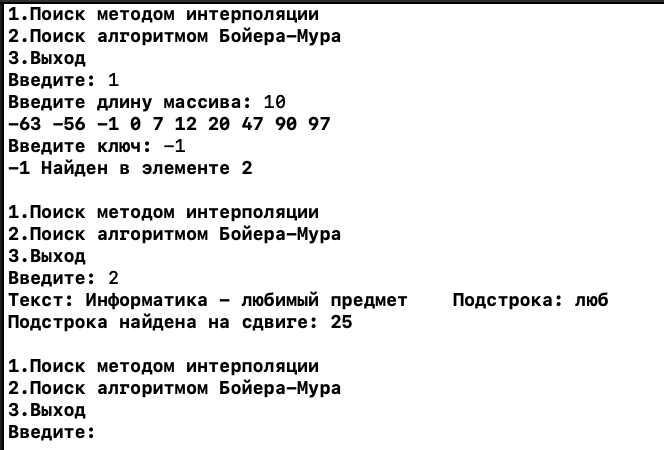 1.Поиск методом интерполяции
2.Поиск алгоритмом Бойера-Мура
3.Выход
Введите: 1
Введите длину массива: 10
-63 -56 -1 0 7 12 20 47 90 97
Введите ключ: -1
-1 Найден в элементе 2
1.Поиск методом интерполяции
2.Поиск алгоритмом Бойера-Мура
3.Выход
Введите: 2
Текст: Информатика - любимый предмет    Подстрока: люб
Подстрока найдена на сдвиге: 25
1.Поиск методом интерполяции
2.Поиск алгоритмом Бойера-Мура
3.Выход
Введите: